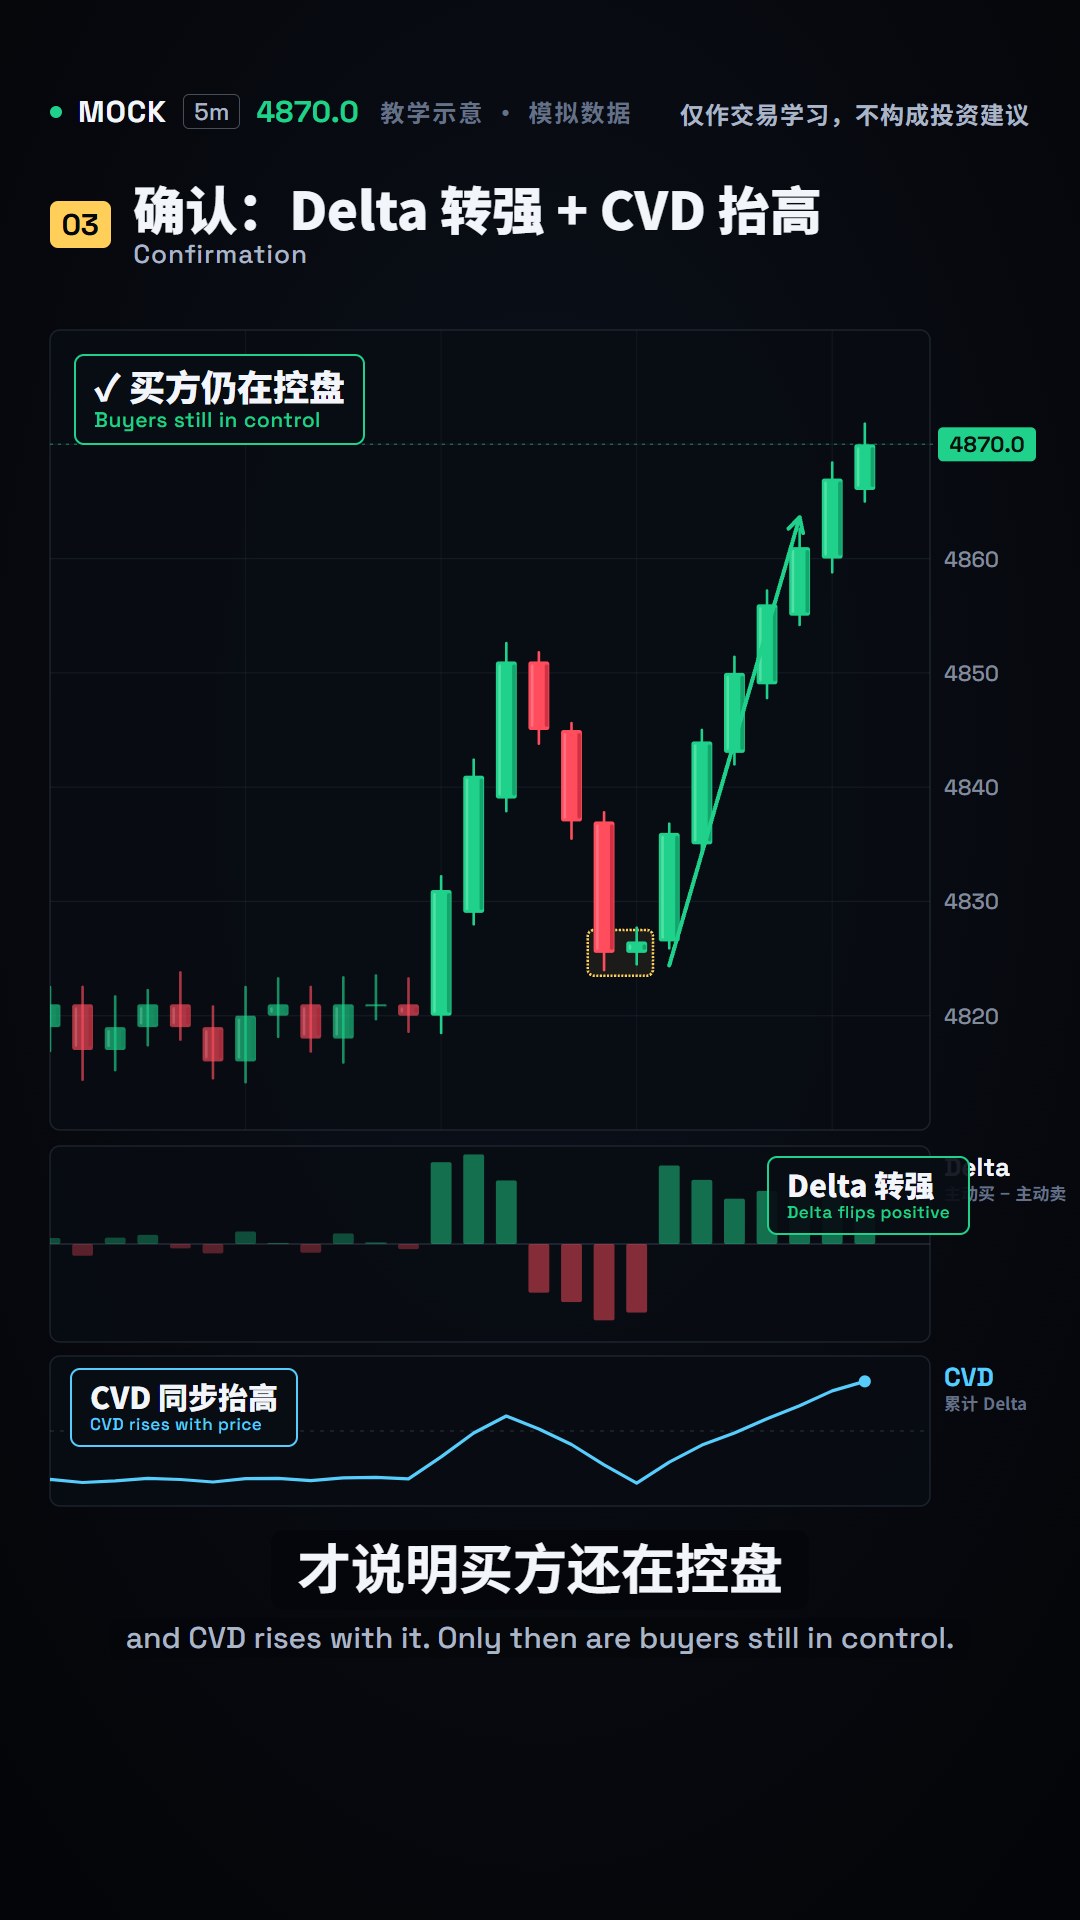 MOCK 5m 4870.0 教学示意 • 模拟数据 仅作交易学习，不构成投资建议
03 确认：Delta 转强 + CVD 抬高
Confirmation
✓ 买方仍在控盘
Buyers still in control
4870.0
4860
4850
4840
4830
4820
Delta 转强
Delta flips positive
Delta
主动买 – 主动卖
CVD 同步抬高
CVD rises with price
CVD
累计 Delta
才说明买方还在控盘
and CVD rises with it. Only then are buyers still in control.